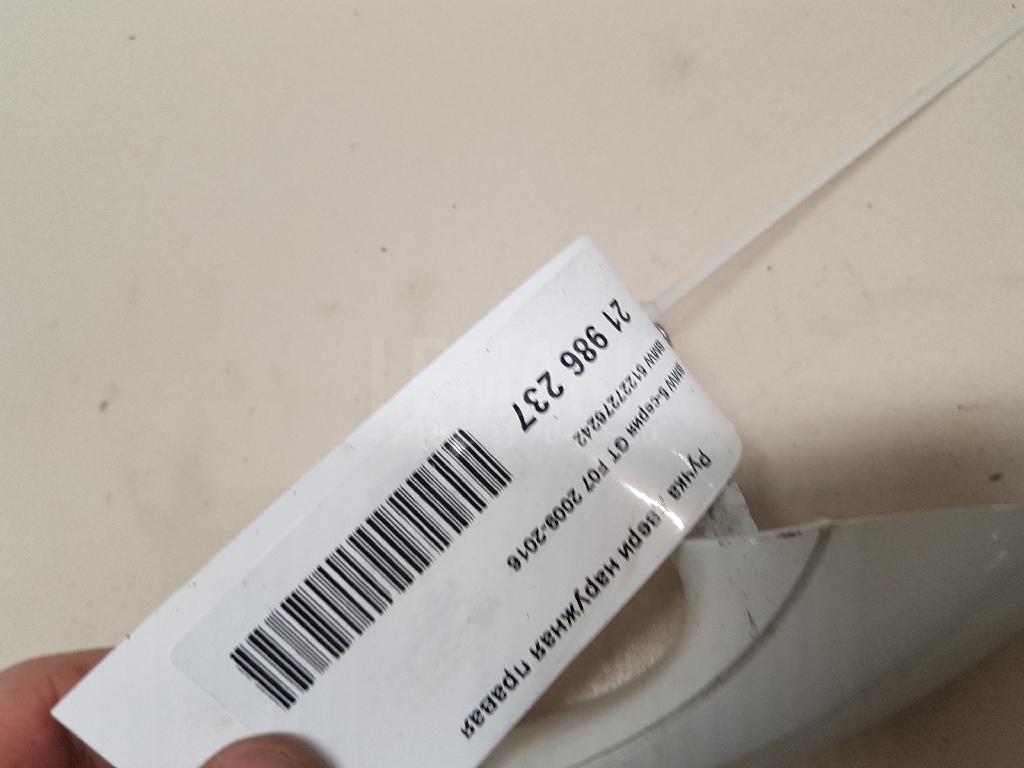 Ручка двери наружная правая
BMW 5-серия GT F07 2009-2016
BMW 51227276242
21 986 237